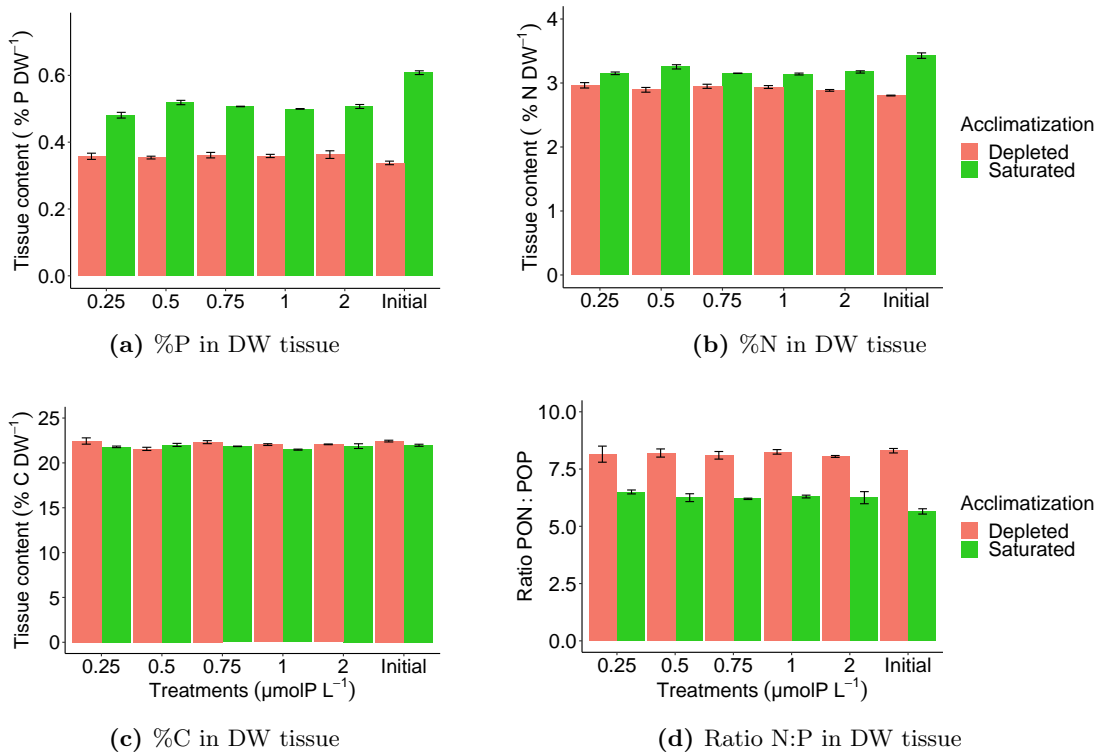 Tissue content ( % P DW⁻¹)
0.6
0.4
0.2
0.0
0.25 0.5 0.75 1 2 Initial
(a) %P in DW tissue
Tissue content ( % N DW⁻¹)
4
3
2
1
0
0.25 0.5 0.75 1 2 Initial
(b) %N in DW tissue
Acclimatization
Depleted
Saturated
Tissue content (% C DW⁻¹)
25
20
15
10
5
0
0.25 0.5 0.75 1 2 Initial
Treatments (µmolP L⁻¹)
(c) %C in DW tissue
Ratio PON : POP
10.0
7.5
5.0
2.5
0.0
0.25 0.5 0.75 1 2 Initial
Treatments (µmolP L⁻¹)
(d) Ratio N:P in DW tissue
Acclimatization
Depleted
Saturated